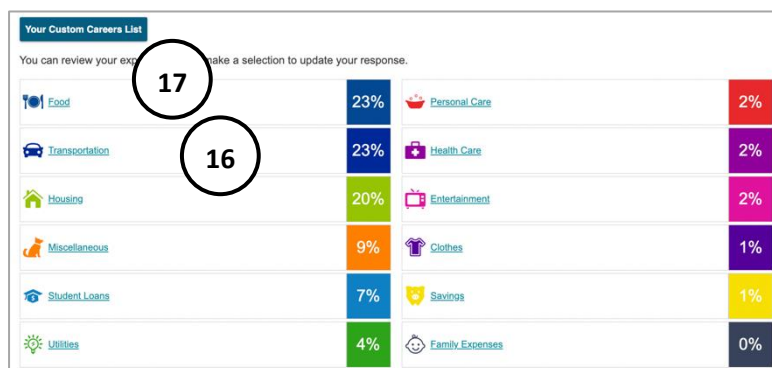 Your Custom Careers List
You can review your exp make a selection to update your response.
17
Food 23%
Personal Care 2%
Transportation 23%
16
Health Care 2%
Housing 20%
Entertainment 2%
Miscellaneous 9%
Clothes 1%
Student Loans 7%
Savings 1%
Utilities 4%
Family Expenses 0%